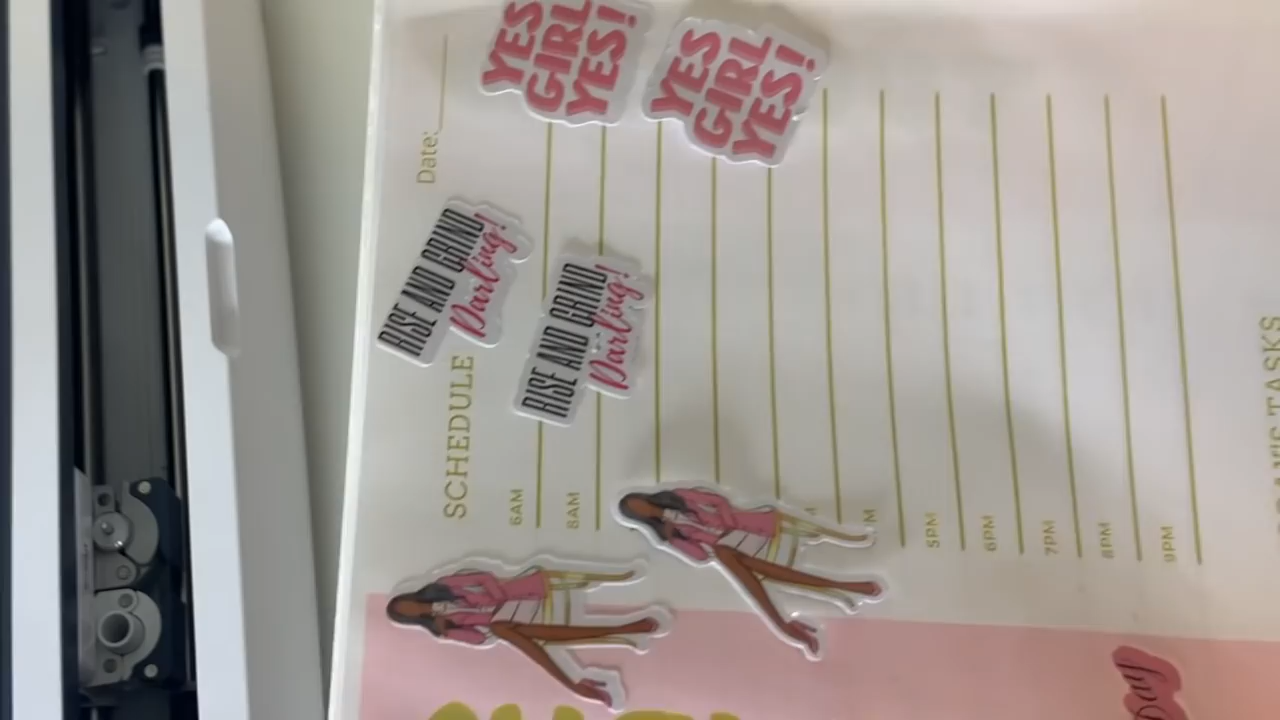 YES
GIRL
YES!
YES
GIRL
YES!
Date:
RISE AND GRIND
Darling!
RISE AND GRIND
Darling!
SCHEDULE
6AM
8AM
5PM
6PM
7PM
8PM
9PM
TASKS